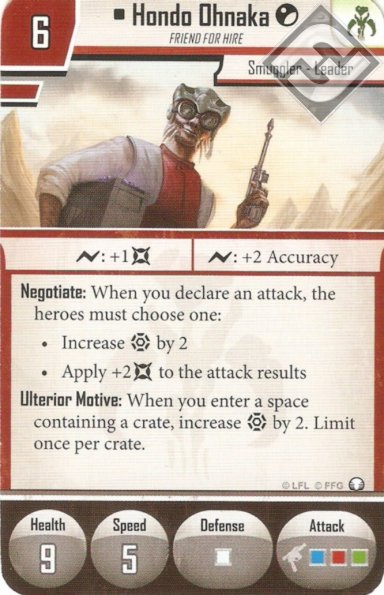 6
Hondo Ohnaka
FRIEND FOR HIRE
Smuggler - Leader
: +1
: +2 Accuracy
Negotiate: When you declare an attack, the
heroes must choose one:
• Increase by 2
• Apply +2 to the attack results
Ulterior Motive: When you enter a space
containing a crate, increase by 2. Limit
once per crate.
© LFL © FFG
Health
9
Speed
5
Defense
Attack